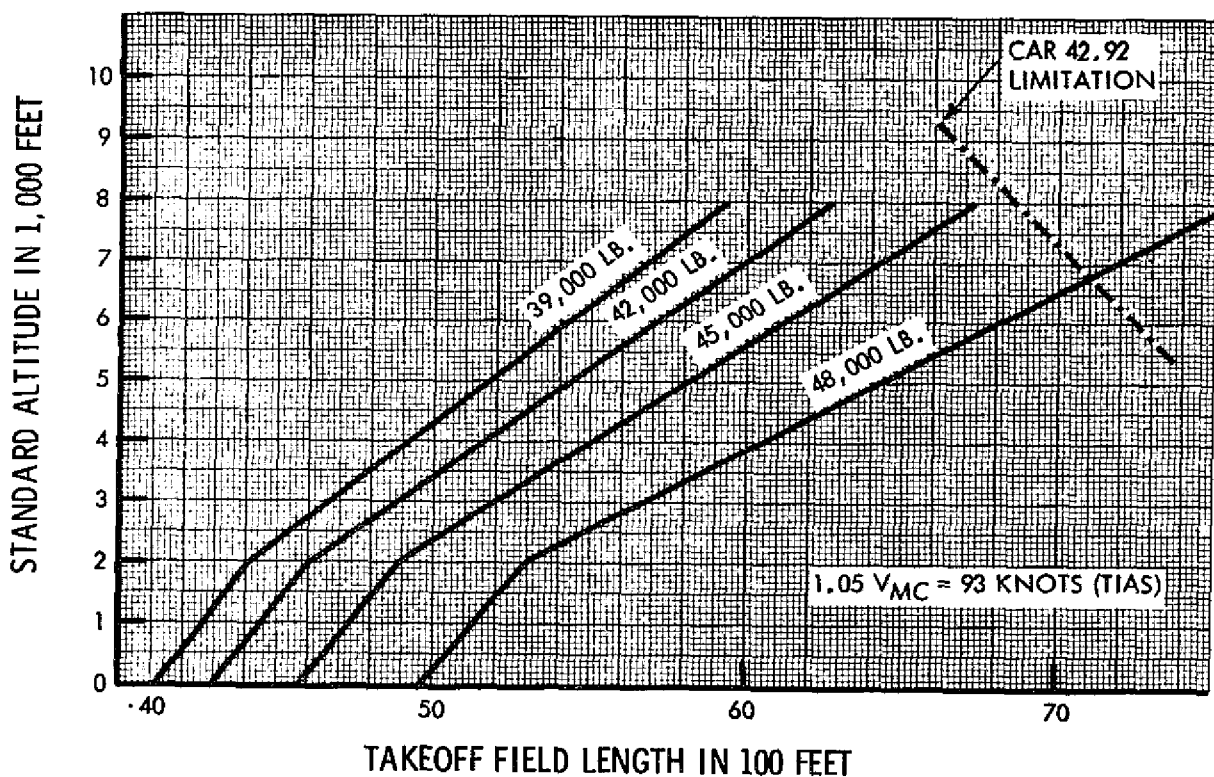 STANDARD ALTITUDE IN 1,000 FEET
10
9
8
7
6
5
4
3
2
1
0
CAR 42.92
LIMITATION
39,000 LB.
42,000 LB.
45,000 LB.
48,000 LB.
1.05 VMC = 93 KNOTS (TIAS)
40
50
60
70
TAKEOFF FIELD LENGTH IN 100 FEET